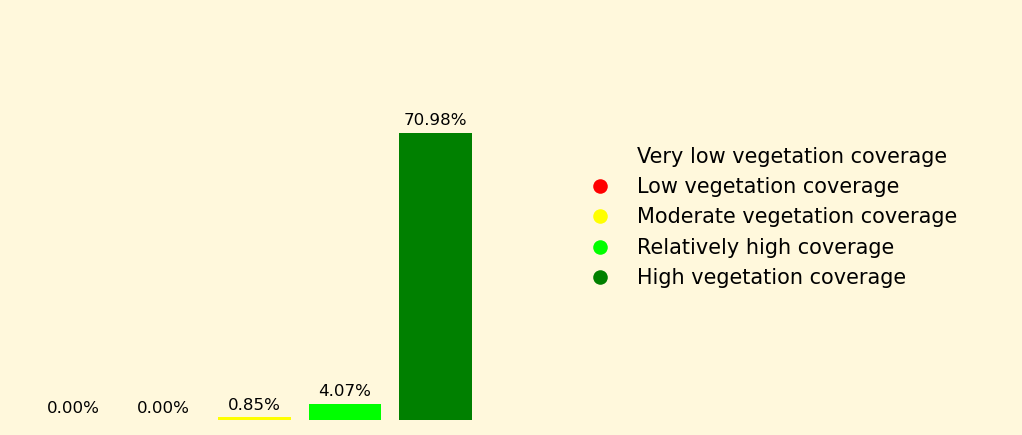 70.98%
4.07%
0.85%
0.00%
0.00%
Very low vegetation coverage
Low vegetation coverage
Moderate vegetation coverage
Relatively high coverage
High vegetation coverage